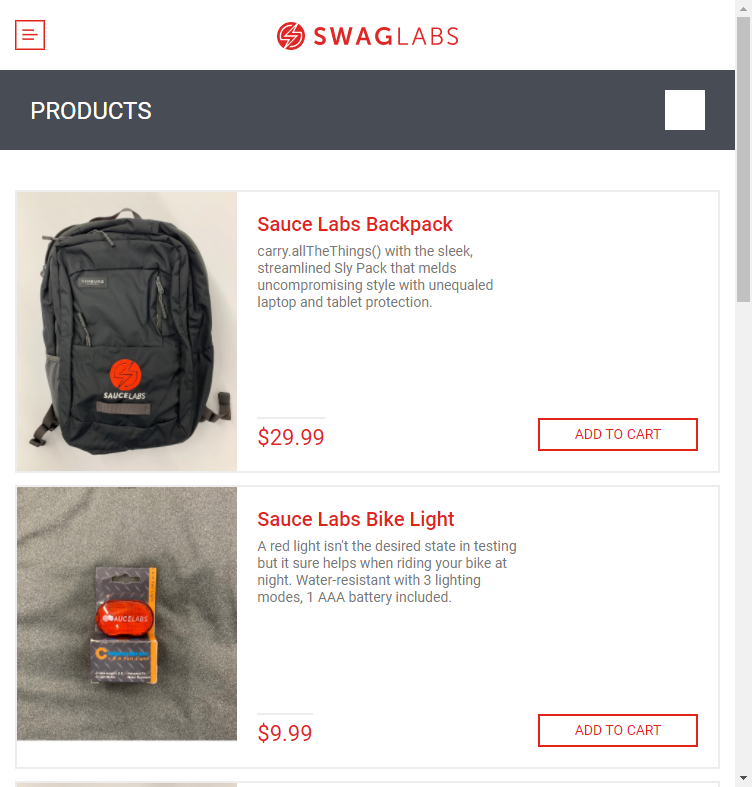 SWAGLABS
PRODUCTS
Sauce Labs Backpack
carry.allTheThings() with the sleek,
streamlined Sly Pack that melds
uncompromising style with unequaled
laptop and tablet protection.
SAUCELABS
$29.99
ADD TO CART
Sauce Labs Bike Light
A red light isn't the desired state in testing
but it sure helps when riding your bike at
night. Water-resistant with 3 lighting
modes, 1 AAA battery included.
SAUCELABS
$9.99
ADD TO CART